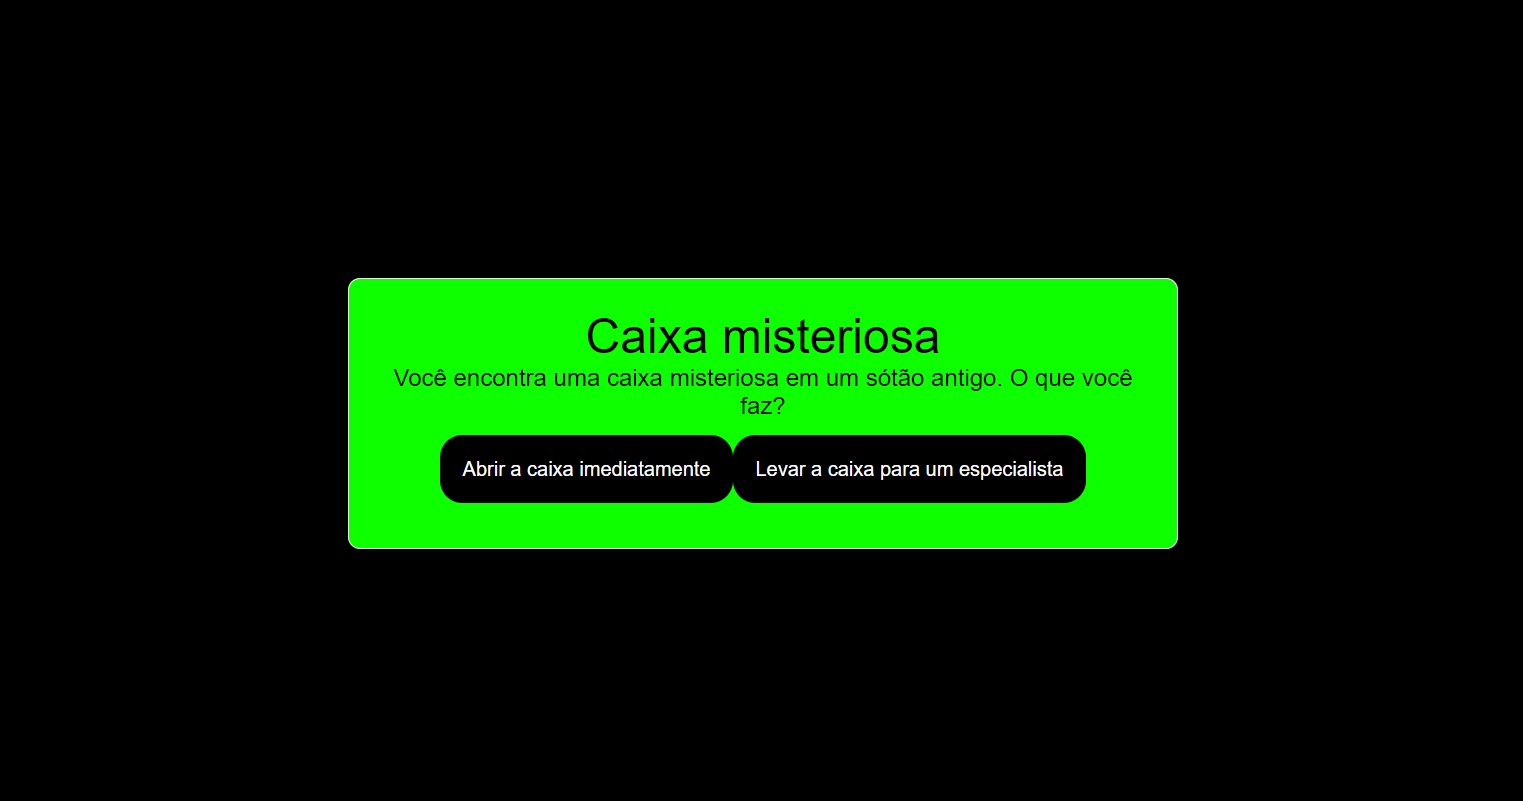 Caixa misteriosa
Você encontra uma caixa misteriosa em um sótão antigo. O que você
faz?
Abrir a caixa imediatamente
Levar a caixa para um especialista